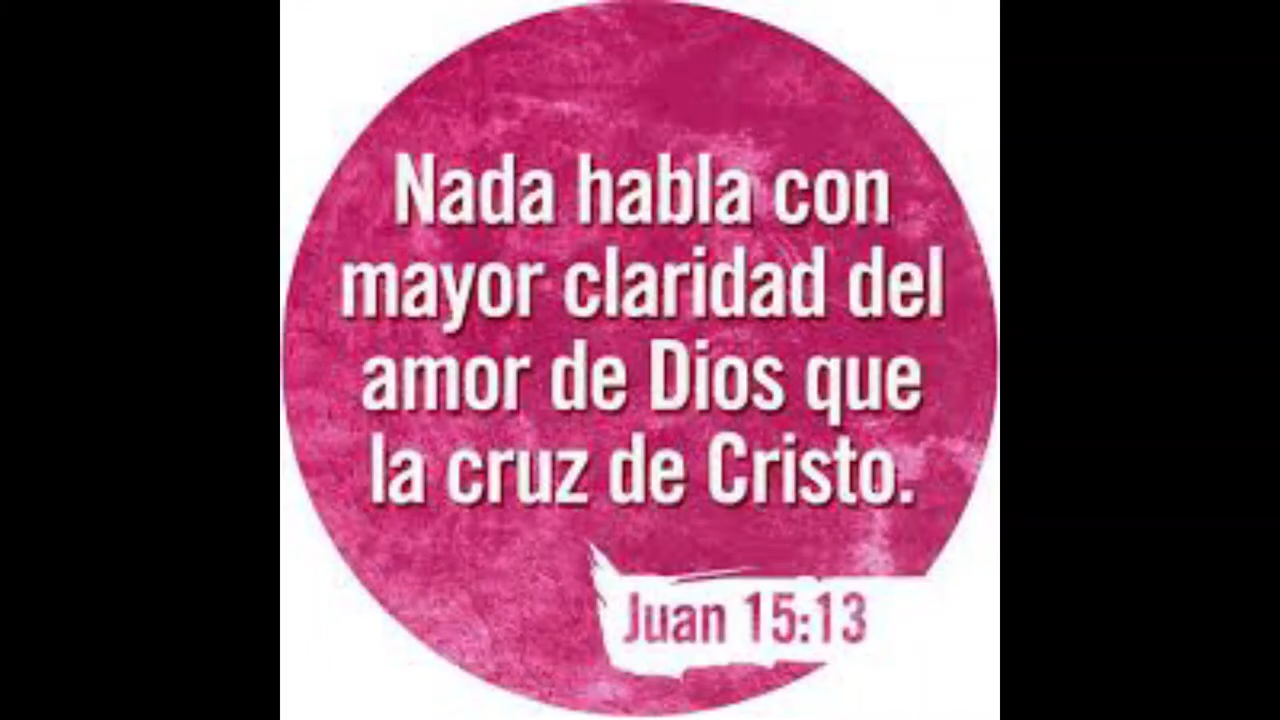 Nada habla con
mayor claridad del
amor de Dios que
la cruz de Cristo.
Juan 15:13